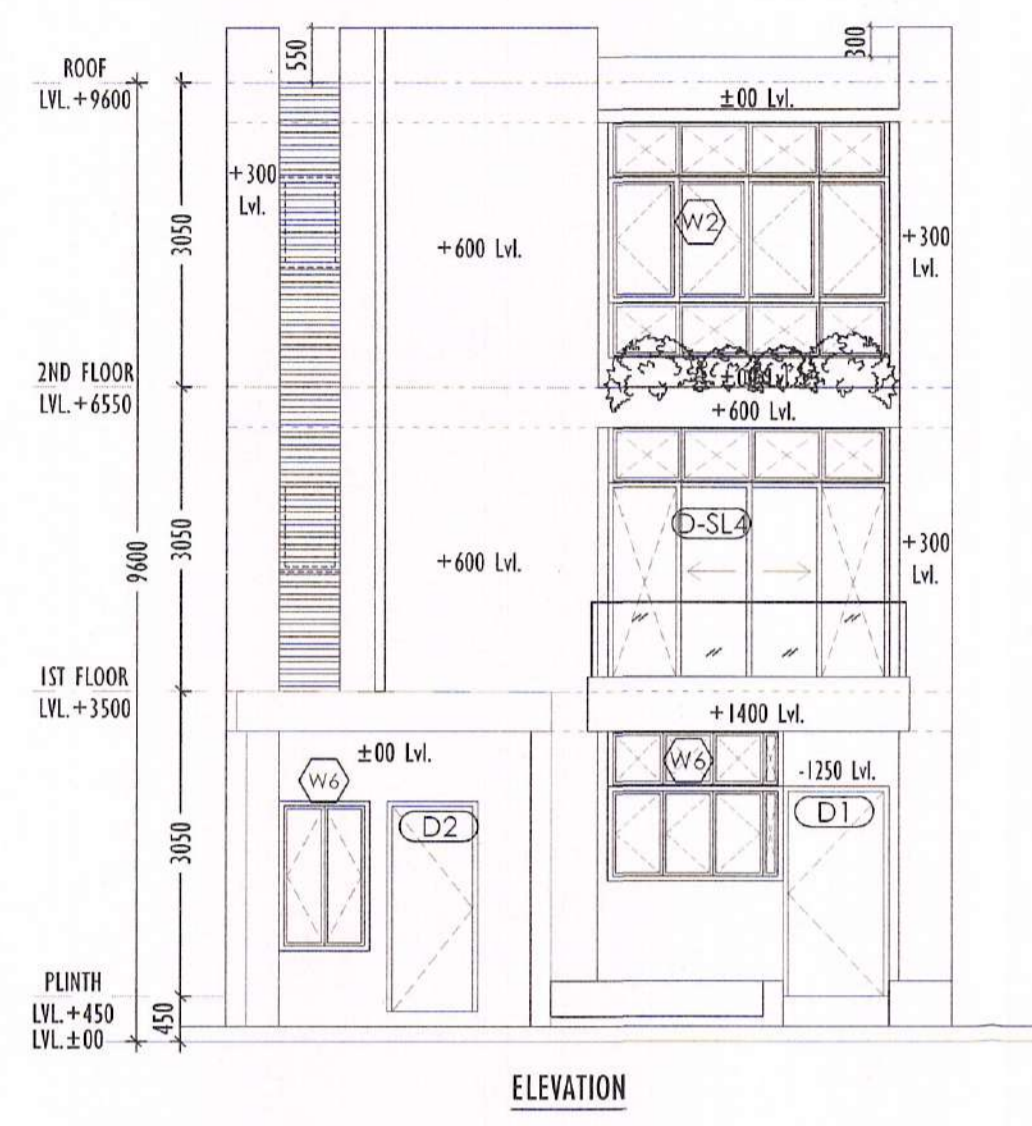 550
300
ROOF
LVL. +9600
±00 Lvl.
+300
Lvl.
3050
W2
+600 Lvl.
+300
Lvl.
2ND FLOOR
LVL. +6550
+600 Lvl.
D-SL4
9600
3050
+600 Lvl.
+300
Lvl.
1ST FLOOR
LVL. +3500
+1400 Lvl.
±00 Lvl.
W6
W6
-1250 Lvl.
D2
D1
3050
PLINTH
LVL. +450
LVL. ±00
450
ELEVATION